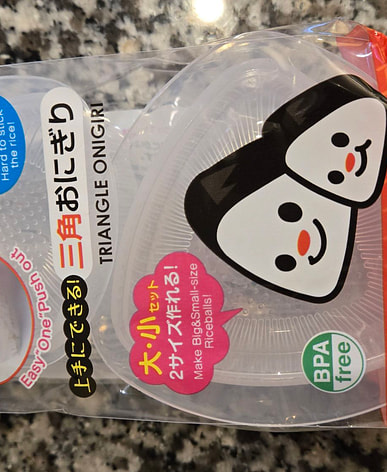 Hard to stick
the rice!
Easy "One" Push out
上手にできる!
三角おにぎり
TRIANGLE ONIGIRI
大・小セット
2サイズ作れる!
Make Big&Small-size
Riceballs!
BPA
free